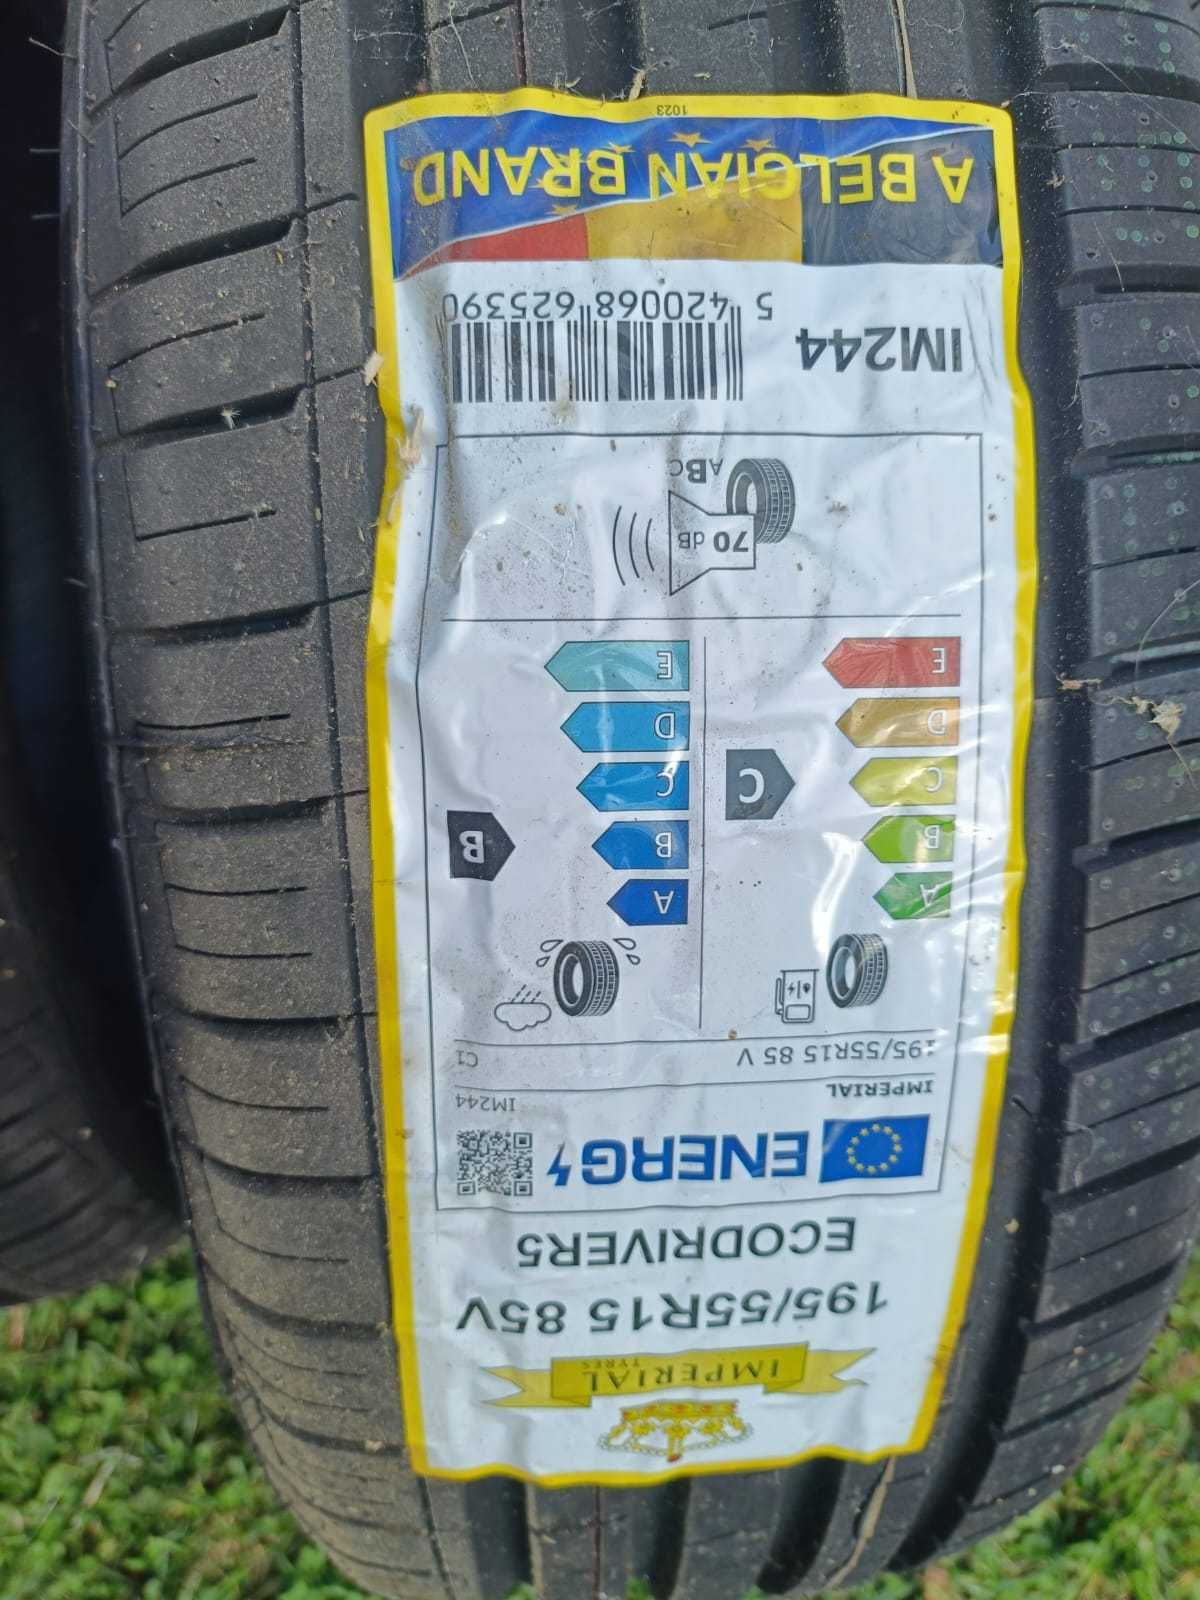 IMPERIAL
TYRES
195/55R15 85V
ECODRIVER5
ENERG
IMPERIAL IM244
195/55R15 85 V C1
A A
B B B
C C C
D D
E E
70 dB
ABC
IM244
5 420068 625390
A BELGIAN BRAND
1023